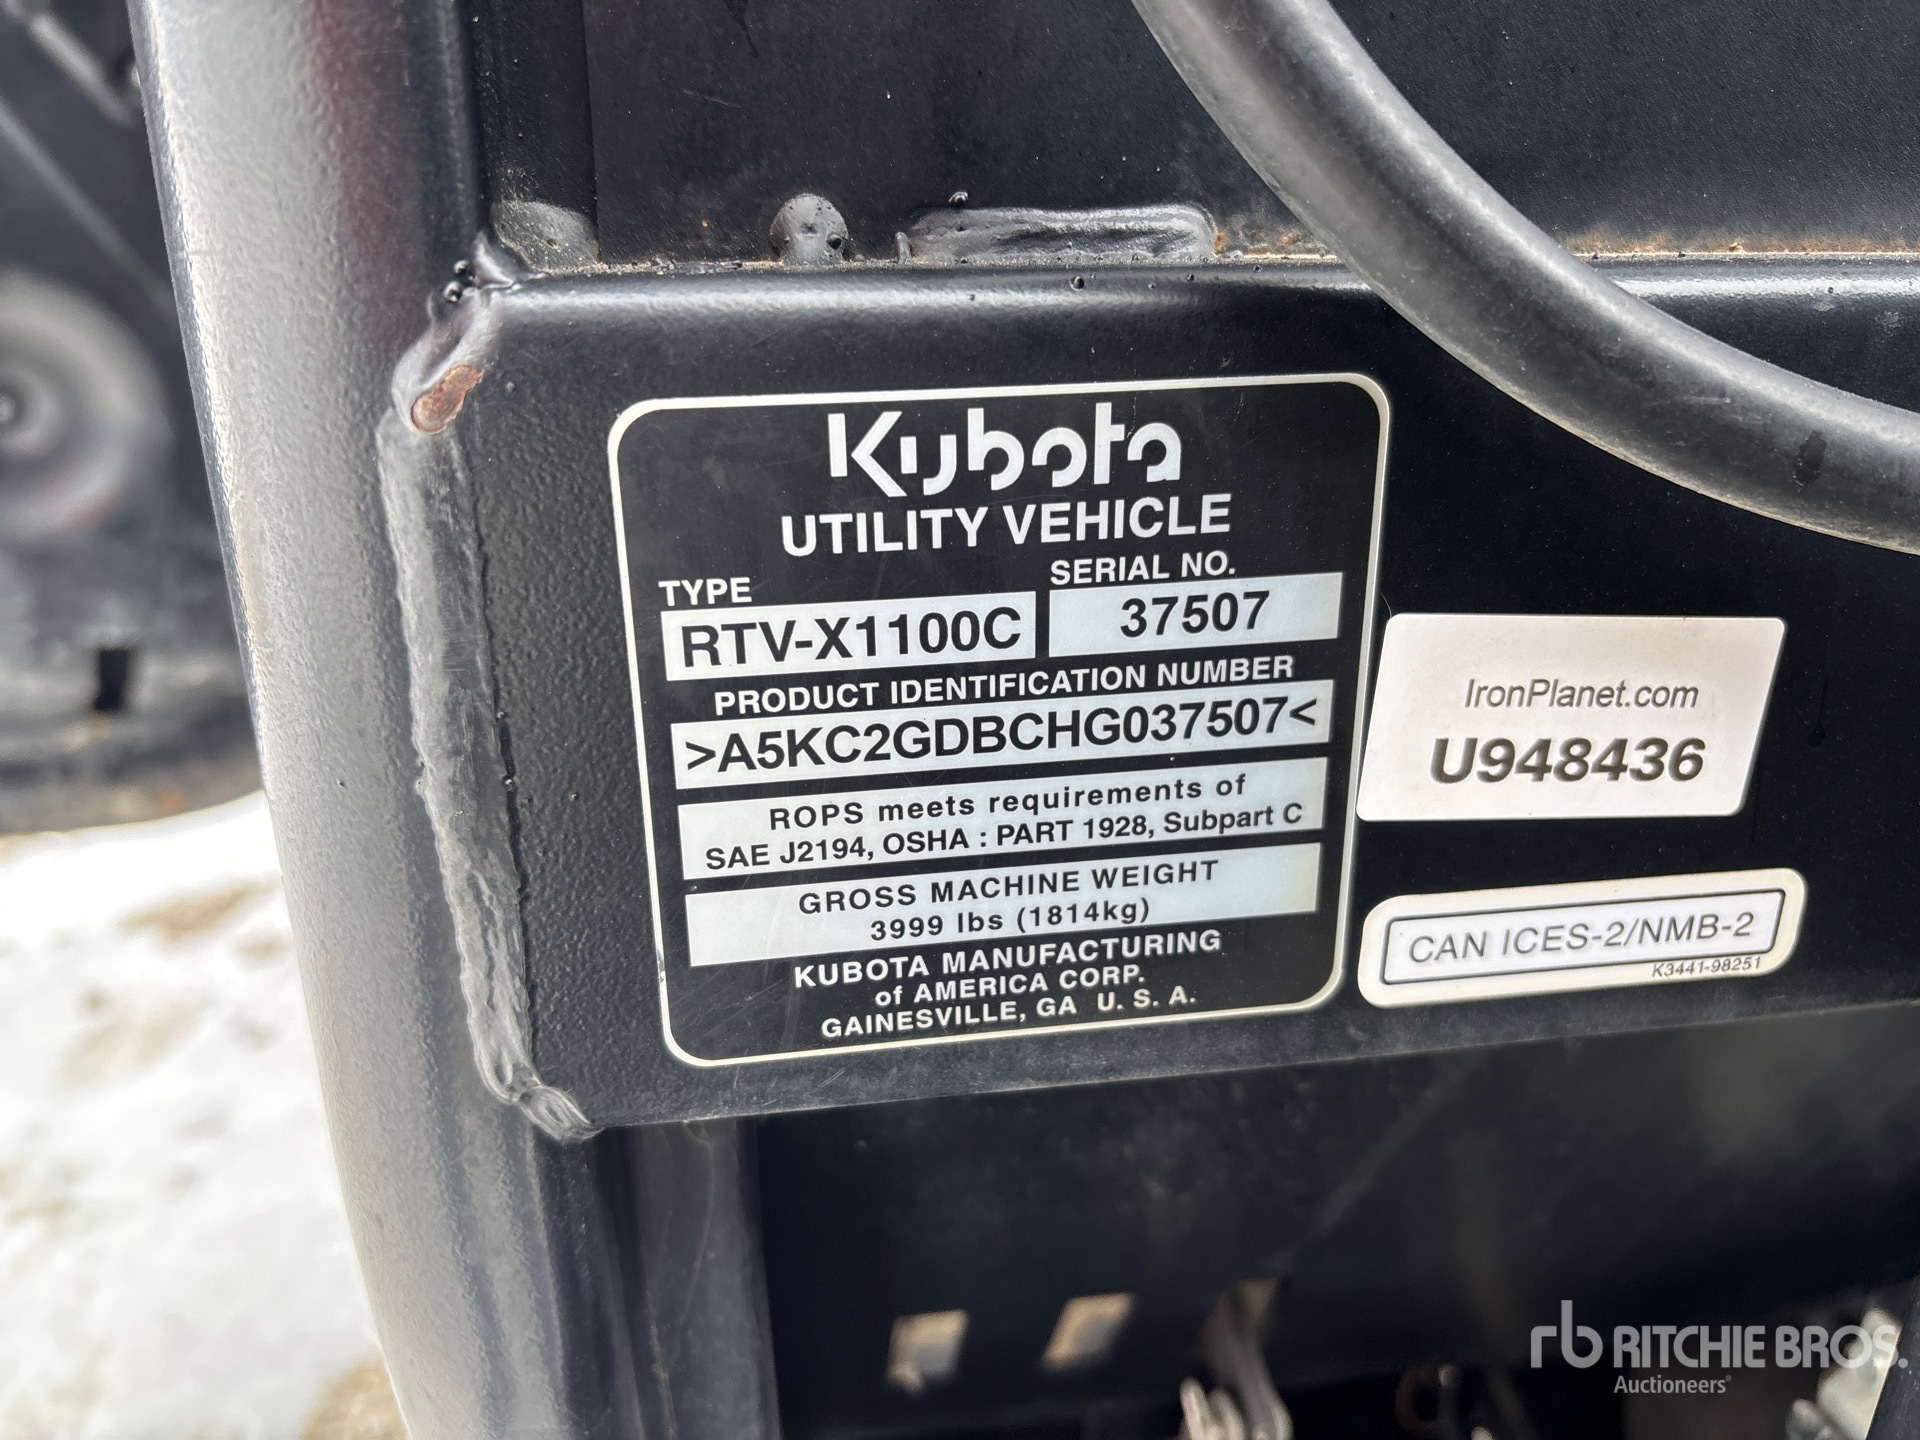 Kubota
UTILITY VEHICLE
TYPE
SERIAL NO.
RTV-X1100C
37507
PRODUCT IDENTIFICATION NUMBER
>A5KC2GDBCHG037507<
ROPS meets requirements of
SAE J2194, OSHA : PART 1928, Subpart C
GROSS MACHINE WEIGHT
3999 lbs (1814kg)
KUBOTA MANUFACTURING
of AMERICA CORP.
GAINESVILLE, GA U. S. A.
IronPlanet.com
U948436
CAN ICES-2/NMB-2
K3441-98251
rb RITCHIE BROS.
Auctioneers®